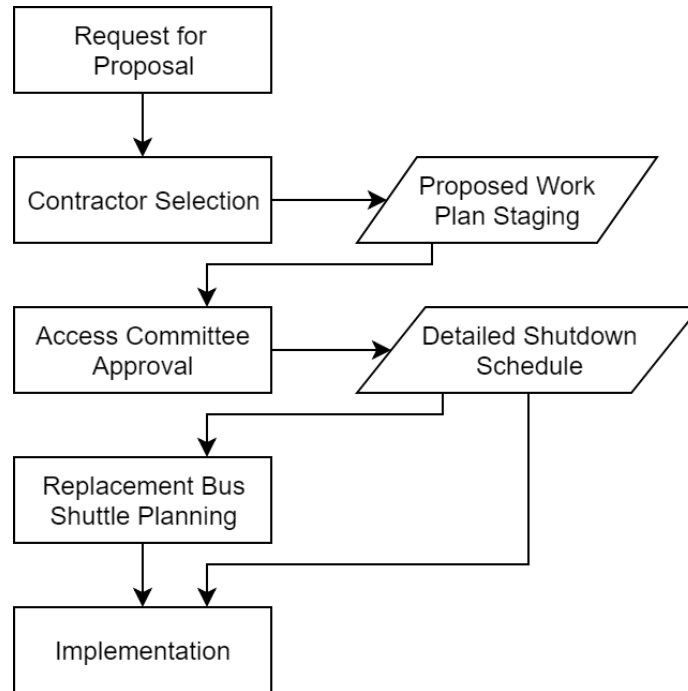 Request for
Proposal
Contractor Selection
Proposed Work
Plan Staging
Access Committee
Approval
Detailed Shutdown
Schedule
Replacement Bus
Shuttle Planning
Implementation